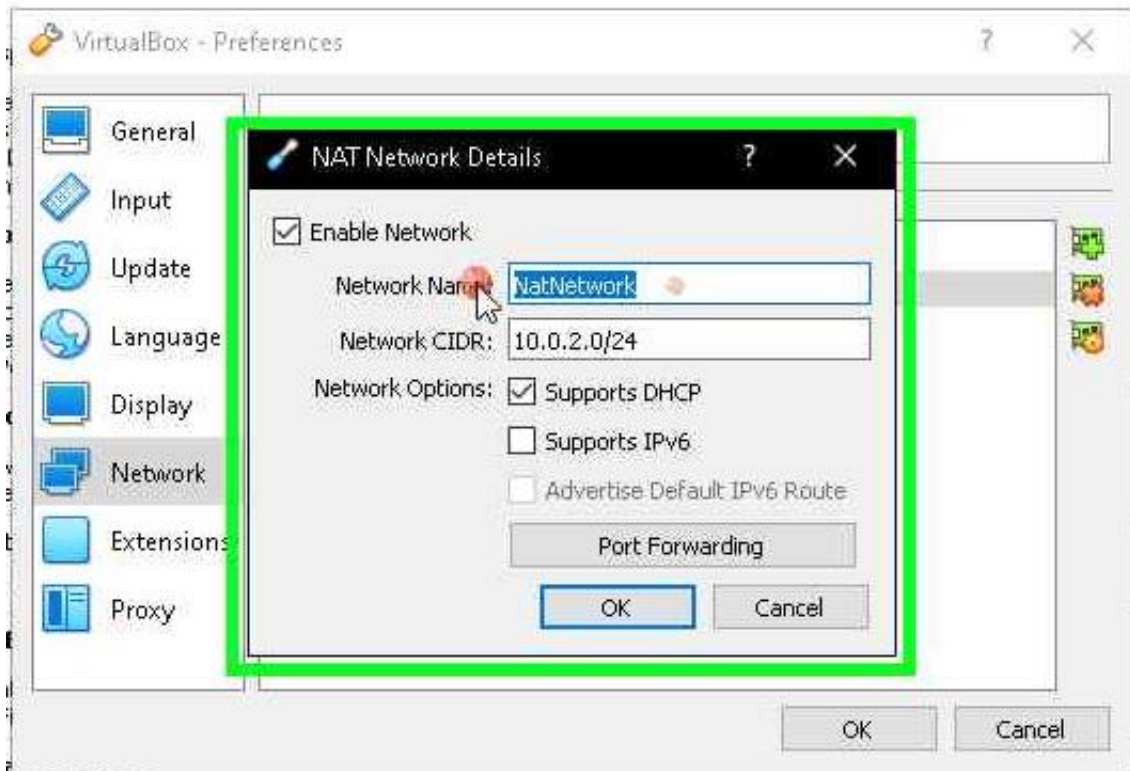 VirtualBox - Preferences ? ×
General
Input
Update
Language
Display
Network
Extensions
Proxy
NAT Network Details ? ×
Enable Network
Network Name: NatNetwork
Network CIDR: 10.0.2.0/24
Network Options: Supports DHCP
Supports IPv6
Advertise Default IPv6 Route
Port Forwarding
OK Cancel
OK Cancel